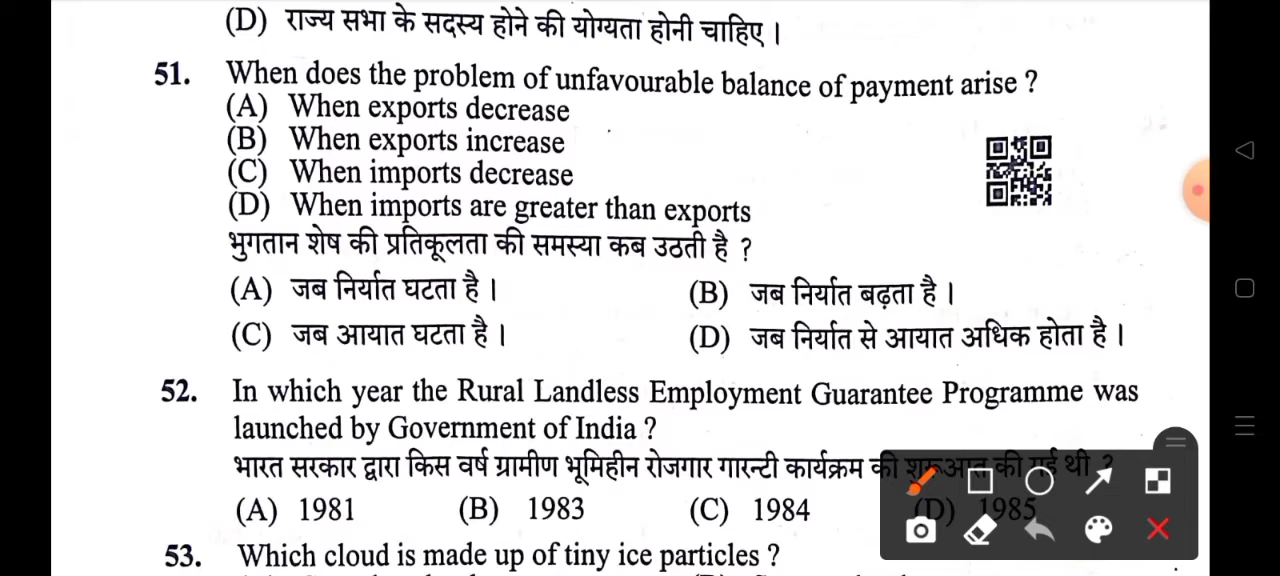 (D) राज्य सभा के सदस्य होने की योग्यता होनी चाहिए ।
51. When does the problem of unfavourable balance of payment arise ?
(A) When exports decrease
(B) When exports increase
(C) When imports decrease
(D) When imports are greater than exports
भुगतान शेष की प्रतिकूलता की समस्या कब उठती है ?
(A) जब निर्यात घटता है । (B) जब निर्यात बढ़ता है ।
(C) जब आयात घटता है । (D) जब निर्यात से आयात अधिक होता है ।
52. In which year the Rural Landless Employment Guarantee Programme was
launched by Government of India ?
भारत सरकार द्वारा किस वर्ष ग्रामीण भूमिहीन रोजगार गारन्टी कार्यक्रम की शुरूआत की गई थी ?
(A) 1981 (B) 1983 (C) 1984 (D) 1985
53. Which cloud is made up of tiny ice particles ?